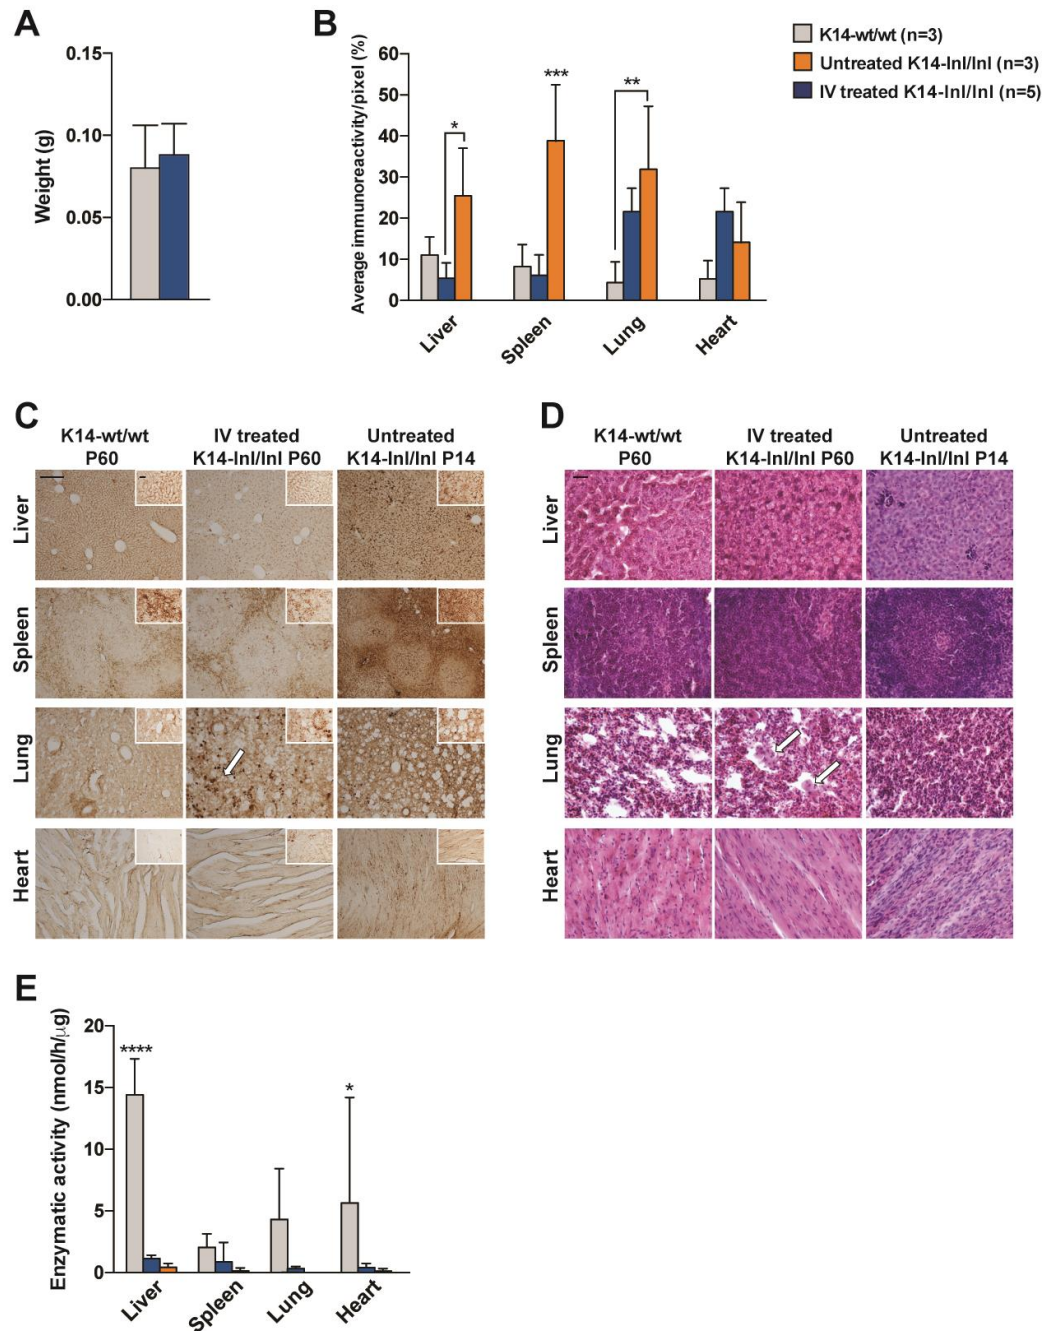 A
0.15
0.10
0.05
0.00
Weight (g)
B
60
50
40
30
20
10
0
Average immunoreactivity/pixel (%)
*
***
**
Liver
Spleen
Lung
Heart
K14-wt/wt (n=3)
Untreated K14-lnl/lnl (n=3)
IV treated K14-lnl/lnl (n=5)
C
K14-wt/wt
P60
IV treated
K14-lnl/lnl P60
Untreated
K14-lnl/lnl P14
Liver
Spleen
Lung
Heart
D
K14-wt/wt
P60
IV treated
K14-lnl/lnl P60
Untreated
K14-lnl/lnl P14
Liver
Spleen
Lung
Heart
E
20
15
10
5
0
Enzymatic activity (nmol/h/μg)
****
*
Liver
Spleen
Lung
Heart